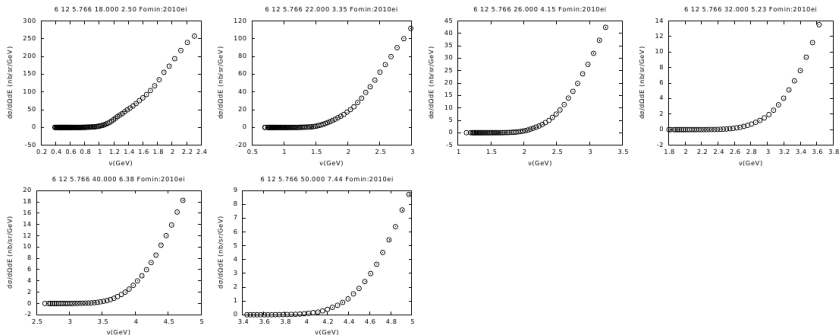 6 12 5.766 18.000 2.50 Fomin:2010ei
dσ/dΩdE (nb/sr/GeV)
300
250
200
150
100
50
0
-50
0.2 0.4 0.6 0.8 1 1.2 1.4 1.6 1.8 2 2.2 2.4
ν(GeV)
6 12 5.766 22.000 3.35 Fomin:2010ei
dσ/dΩdE (nb/sr/GeV)
120
100
80
60
40
20
0
-20
0.5 1 1.5 2 2.5 3
ν(GeV)
6 12 5.766 26.000 4.15 Fomin:2010ei
dσ/dΩdE (nb/sr/GeV)
45
40
35
30
25
20
15
10
5
0
-5
1 1.5 2 2.5 3 3.5
ν(GeV)
6 12 5.766 32.000 5.23 Fomin:2010ei
dσ/dΩdE (nb/sr/GeV)
14
12
10
8
6
4
2
0
-2
1.8 2 2.2 2.4 2.6 2.8 3 3.2 3.4 3.6 3.8
ν(GeV)
6 12 5.766 40.000 6.38 Fomin:2010ei
dσ/dΩdE (nb/sr/GeV)
20
18
16
14
12
10
8
6
4
2
0
-2
2.5 3 3.5 4 4.5 5
ν(GeV)
6 12 5.766 50.000 7.44 Fomin:2010ei
dσ/dΩdE (nb/sr/GeV)
9
8
7
6
5
4
3
2
1
0
3.4 3.6 3.8 4 4.2 4.4 4.6 4.8 5
ν(GeV)